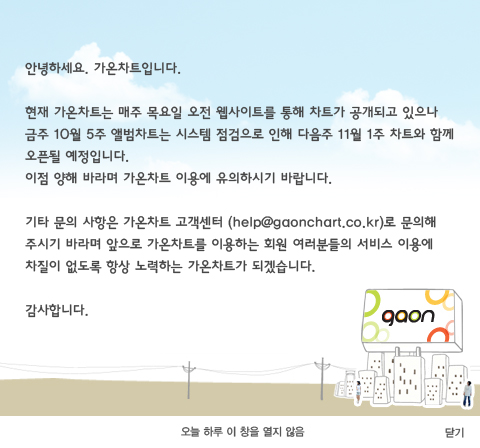 안녕하세요. 가온차트입니다.
현재 가온차트는 매주 목요일 오전 웹사이트를 통해 차트가 공개되고 있으나
금주 10월 5주 앨범차트는 시스템 점검으로 인해 다음주 11월 1주 차트와 함께
오픈될 예정입니다.
이점 양해 바라며 가온차트 이용에 유의하시기 바랍니다.
기타 문의 사항은 가온차트 고객센터 (help@gaonchart.co.kr)로 문의해
주시기 바라며 앞으로 가온차트를 이용하는 회원 여러분들의 서비스 이용에
차질이 없도록 항상 노력하는 가온차트가 되겠습니다.
감사합니다.
gaon
오늘 하루 이 창을 열지 않음
닫기